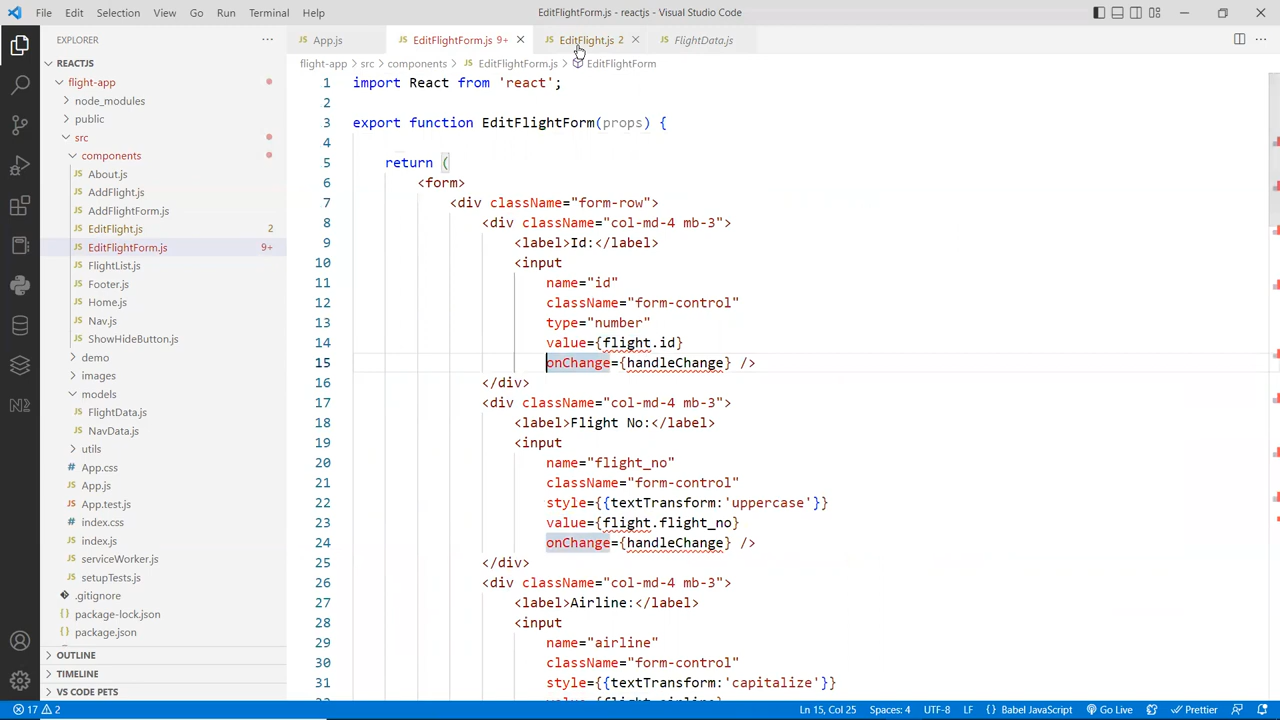 File Edit Selection View Go Run Terminal Help EditFlightForm.js - reactjs - Visual Studio Code
EXPLORER
REACTJS
flight-app
node_modules
public
src
components
About.js
AddFlight.js
AddFlightForm.js
EditFlight.js 2
EditFlightForm.js 9+
FlightList.js
Footer.js
Home.js
Nav.js
ShowHideButton.js
demo
images
models
FlightData.js
NavData.js
utils
App.css
App.js
App.test.js
index.css
index.js
serviceWorker.js
setupTests.js
.gitignore
package-lock.json
package.json
OUTLINE
TIMELINE
VS CODE PETS
App.js EditFlightForm.js 9+ EditFlight.js 2 FlightData.js
flight-app > src > components > EditFlightForm.js > EditFlightForm
1 import React from 'react';
2
3 export function EditFlightForm(props) {
4
5 return (
6 <form>
7 <div className="form-row">
8 <div className="col-md-4 mb-3">
9 <label>Id:</label>
10 <input
11 name="id"
12 className="form-control"
13 type="number"
14 value={flight.id}
15 onChange={handleChange} />
16 </div>
17 <div className="col-md-4 mb-3">
18 <label>Flight No:</label>
19 <input
20 name="flight_no"
21 className="form-control"
22 style={{textTransform:'uppercase'}}
23 value={flight.flight_no}
24 onChange={handleChange} />
25 </div>
26 <div className="col-md-4 mb-3">
27 <label>Airline:</label>
28 <input
29 name="airline"
30 className="form-control"
31 style={{textTransform:'capitalize'}}
17 2 Ln 15, Col 25 Spaces: 4 UTF-8 LF {} Babel JavaScript Go Live Prettier